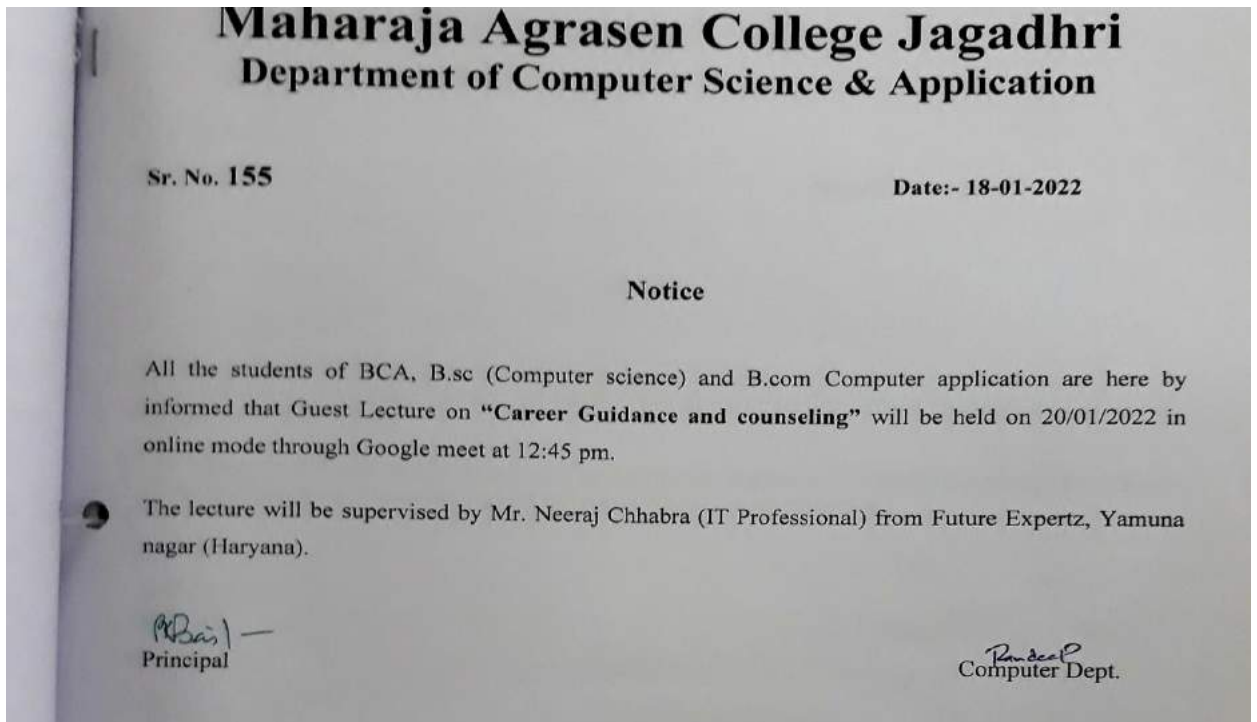 Maharaja Agrasen College Jagadhri
Department of Computer Science & Application
Sr. No. 155
Date:- 18-01-2022
Notice
All the students of BCA, B.sc (Computer science) and B.com Computer application are here by
informed that Guest Lecture on “Career Guidance and counseling” will be held on 20/01/2022 in
online mode through Google meet at 12:45 pm.
The lecture will be supervised by Mr. Neeraj Chhabra (IT Professional) from Future Expertz, Yamuna
nagar (Haryana).
Principal
Computer Dept.